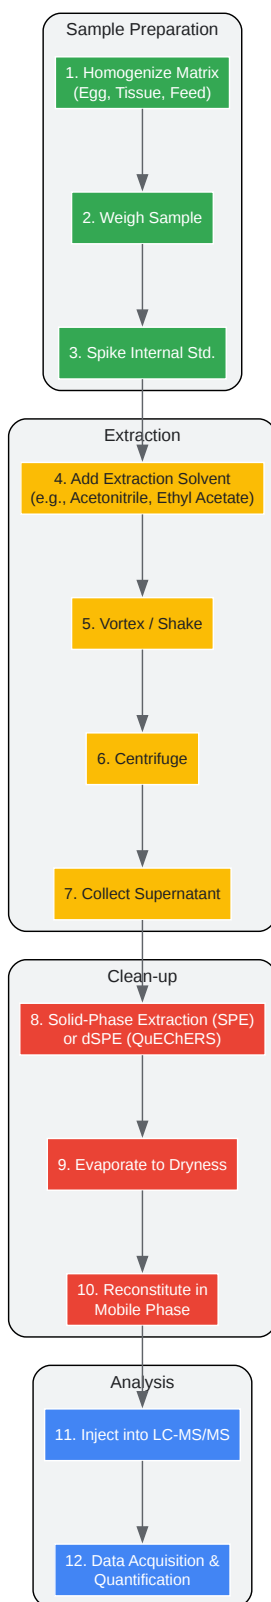 Sample Preparation
1. Homogenize Matrix
(Egg, Tissue, Feed)
2. Weigh Sample
3. Spike Internal Std.
Extraction
4. Add Extraction Solvent
(e.g., Acetonitrile, Ethyl Acetate)
5. Vortex / Shake
6. Centrifuge
7. Collect Supernatant
Clean-up
8. Solid-Phase Extraction (SPE)
or dSPE (QuEChERS)
9. Evaporate to Dryness
10. Reconstitute in
Mobile Phase
Analysis
11. Inject into LC-MS/MS
12. Data Acquisition &
Quantification